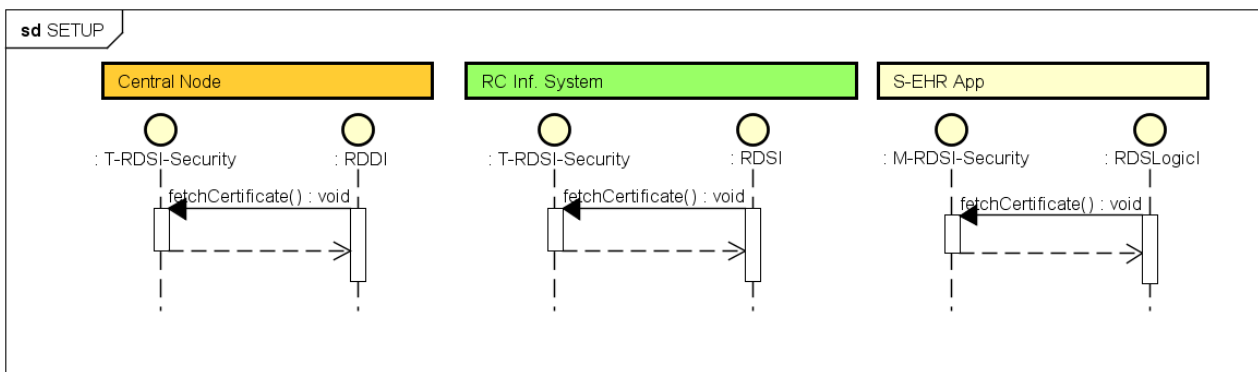 sd SETUP
Central Node
RC Inf. System
S-EHR App
: T-RDSI-Security
: RDDI
: T-RDSI-Security
: RDSI
: M-RDSI-Security
: RDSLogicI
fetchCertificate() : void
fetchCertificate() : void
fetchCertificate() : void